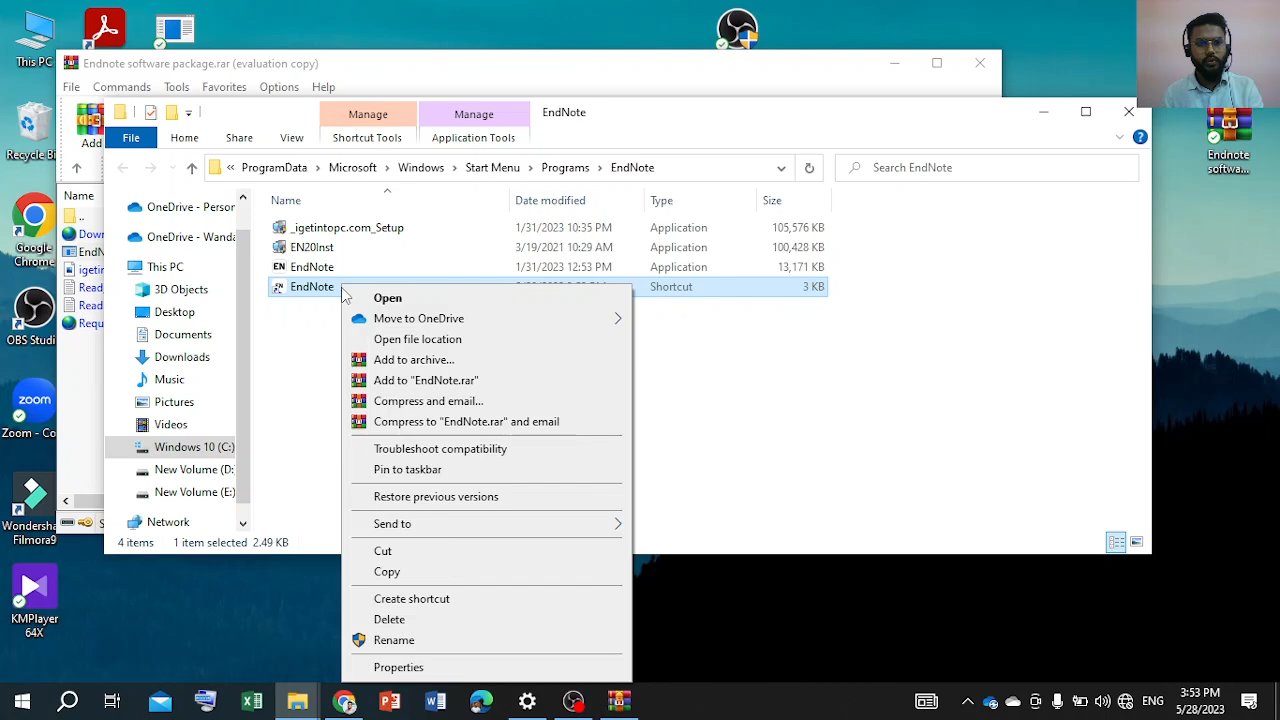 This PC
Endnote software package.rar (evaluation copy)
File Commands Tools Favorites Options Help
Add
Recycle Bin
Name
..
Google
OBS Studi
Zoom - Co
Wondersha
Filmora9
KMPlayer
64X
Manage
Manage
EndNote
File
Home
Share
View
Shortcut Tools
Application Tools
« ProgramData > Microsoft > Windows > Start Menu > Programs > EndNote
Search EndNote
Name
Date modified
Type
Size
_igetintopc.com_Setup 1/31/2023 10:35 PM Application 105,576 KB
EN20Inst 3/19/2021 10:29 AM Application 100,428 KB
EndNote 1/31/2023 12:53 PM Application 13,171 KB
EndNote Shortcut 3 KB
OneDrive - Person
OneDrive - Wanda
This PC
3D Objects
Desktop
Documents
Downloads
Music
Pictures
Videos
Windows 10 (C:)
New Volume (D:
New Volume (E:)
Network
Dow
EndN
igetin
Read
Read
Requ
Open
Move to OneDrive
Open file location
Add to archive...
Add to "EndNote.rar"
Compress and email...
Compress to "EndNote.rar" and email
Troubleshoot compatibility
Pin to taskbar
Restore previous versions
Send to
Cut
Copy
Create shortcut
Delete
Rename
Properties
4 items 1 item selected 2.49 KB
Endnote
softwa...
ENG
3:53 PM
5/28/2023